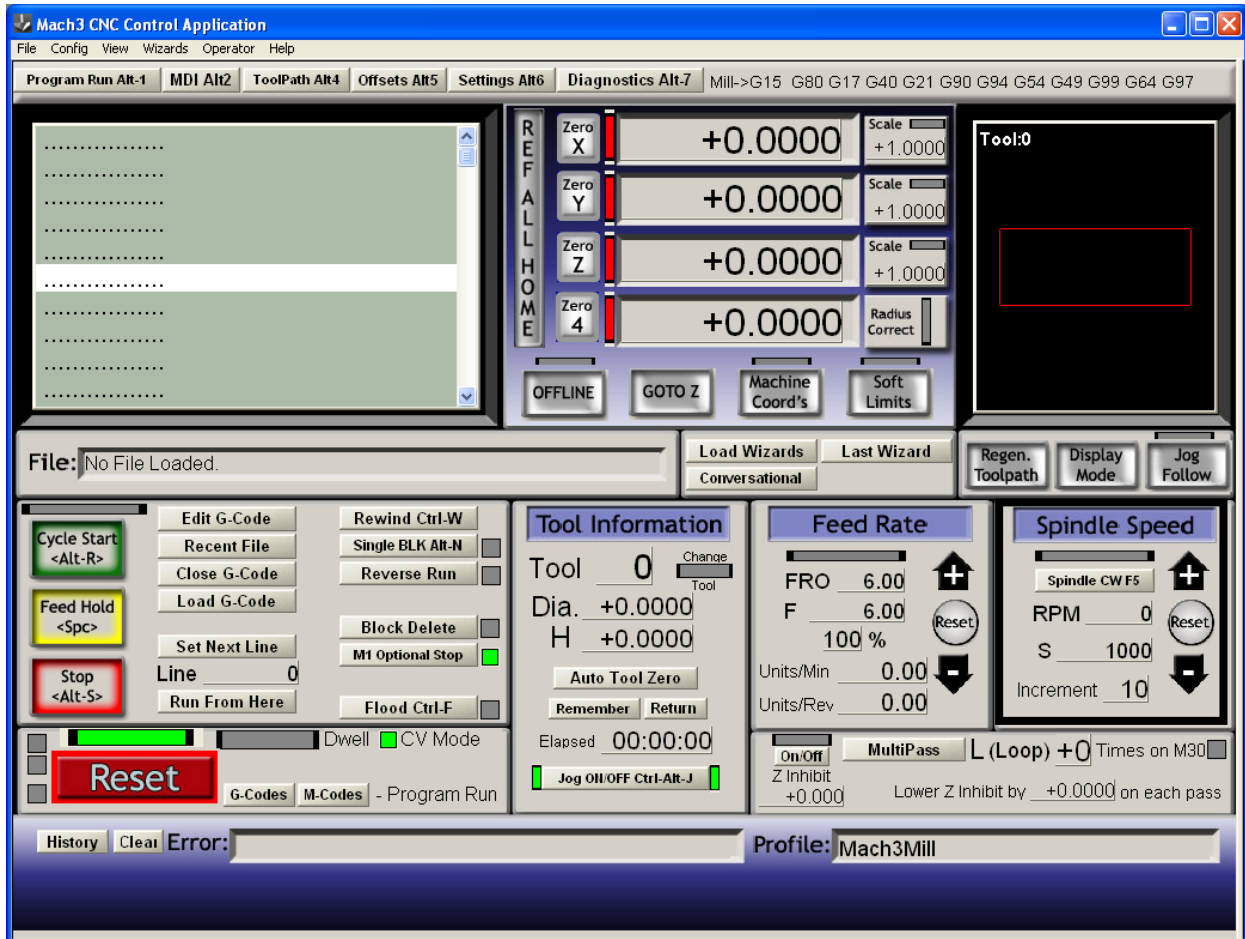 Mach3 CNC Control Application
File Config View Wizards Operator Help
Program Run Alt-1 MDI Alt2 ToolPath Alt4 Offsets Alt5 Settings Alt6 Diagnostics Alt-7 Mill->G15 G80 G17 G40 G21 G90 G94 G54 G49 G99 G64 G97
REF ALL HOME
Zero X +0.0000 Scale +1.0000
Zero Y +0.0000 Scale +1.0000
Zero Z +0.0000 Scale +1.0000
Zero 4 +0.0000 Radius Correct
OFFLINE GOTO Z Machine Coord's Soft Limits
Tool:0
File: No File Loaded.
Load Wizards Last Wizard
Conversational
Regen. Toolpath Display Mode Jog Follow
Cycle Start <Alt-R>
Feed Hold <Spc>
Stop <Alt-S>
Edit G-Code
Recent File
Close G-Code
Load G-Code
Set Next Line
Line 0
Run From Here
Rewind Ctrl-W
Single BLK Alt-N
Reverse Run
Block Delete
M1 Optional Stop
Flood Ctrl-F
Dwell CV Mode
Reset
G-Codes M-Codes - Program Run
Tool Information
Tool 0 Change Tool
Dia. +0.0000
H +0.0000
Auto Tool Zero
Remember Return
Elapsed 00:00:00
Jog ON/OFF Ctrl-Alt-J
Feed Rate
FRO 6.00
F 6.00
100 %
Reset
Units/Min 0.00
Units/Rev 0.00
Spindle Speed
Spindle CW F5
RPM 0
Reset
S 1000
Increment 10
On/Off MultiPass L (Loop) +0 Times on M30
Z Inhibit
+0.000 Lower Z Inhibit by +0.0000 on each pass
History Clear Error:
Profile: Mach3Mill